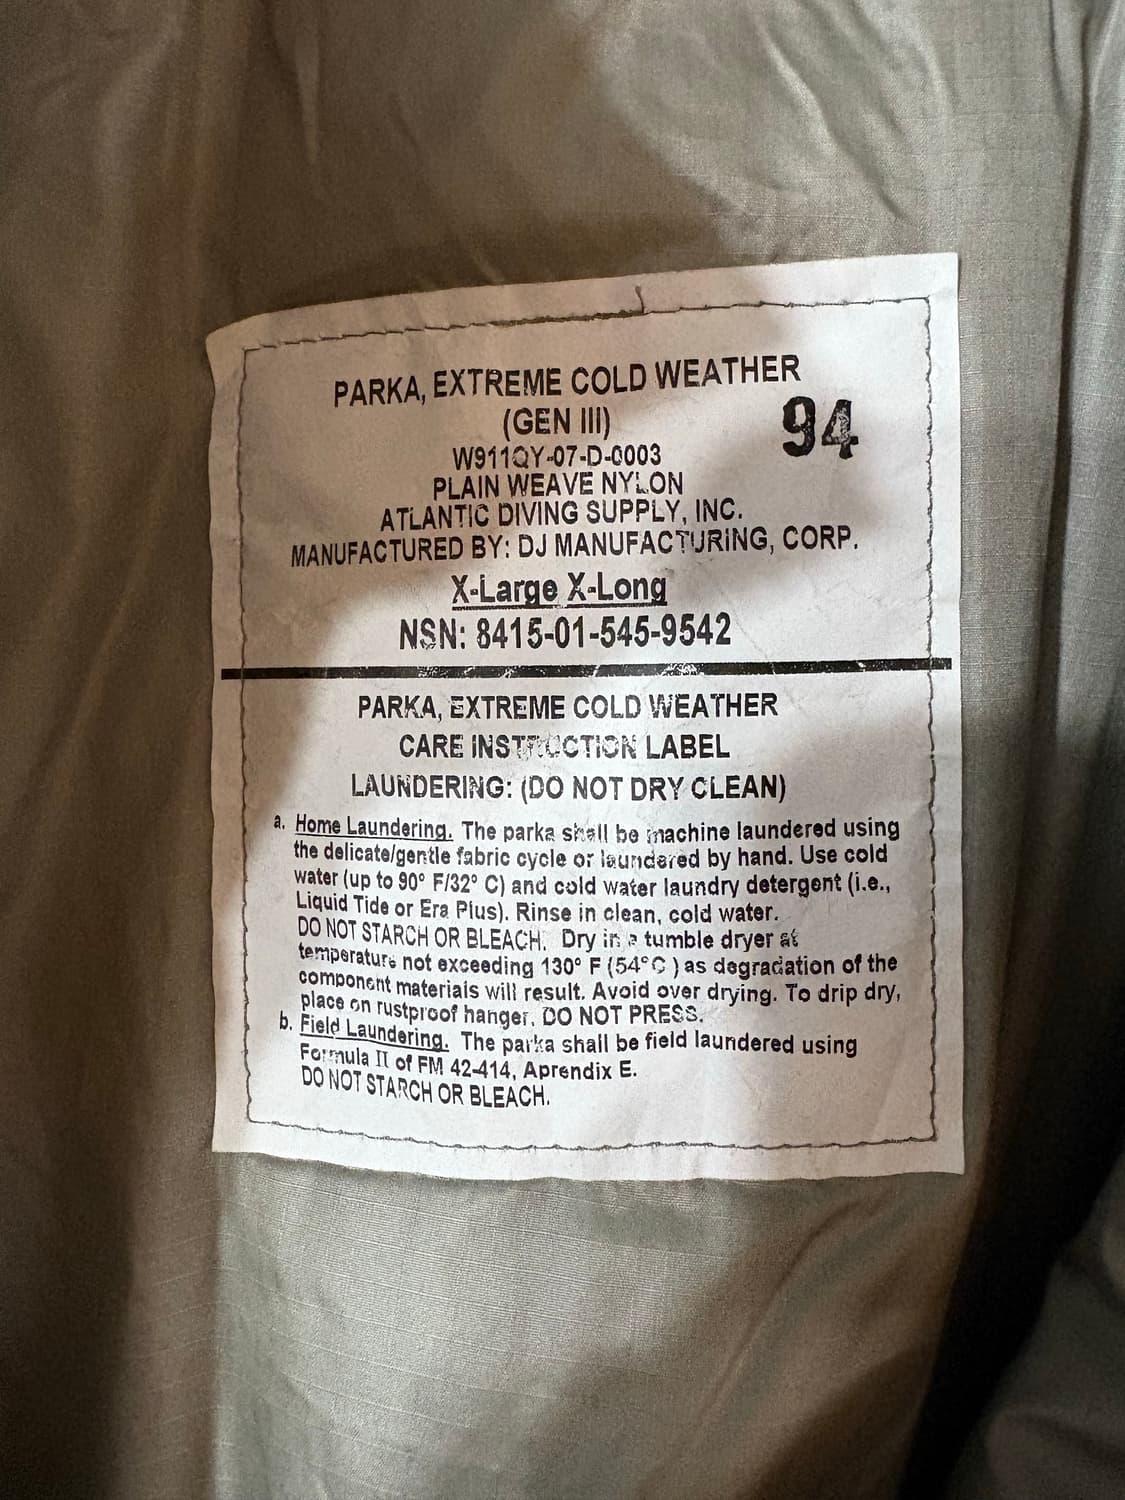 PARKA, EXTREME COLD WEATHER
(GEN III)
94
W911QY-07-D-0003
PLAIN WEAVE NYLON
ATLANTIC DIVING SUPPLY, INC.
MANUFACTURED BY: DJ MANUFACTURING, CORP.
X-Large X-Long
NSN: 8415-01-545-9542
PARKA, EXTREME COLD WEATHER
CARE INSTRUCTION LABEL
LAUNDERING: (DO NOT DRY CLEAN)
a. Home Laundering. The parka shall be machine laundered using
the delicate/gentle fabric cycle or laundered by hand. Use cold
water (up to 90° F/32° C) and cold water laundry detergent (i.e.,
Liquid Tide or Era Plus). Rinse in clean, cold water.
DO NOT STARCH OR BLEACH. Dry in a tumble dryer at
temperature not exceeding 130° F (54°C ) as degradation of the
component materials will result. Avoid over drying. To drip dry,
place on rustproof hanger. DO NOT PRESS.
b. Field Laundering. The parka shall be field laundered using
Formula II of FM 42-414, Aprendix E.
DO NOT STARCH OR BLEACH.